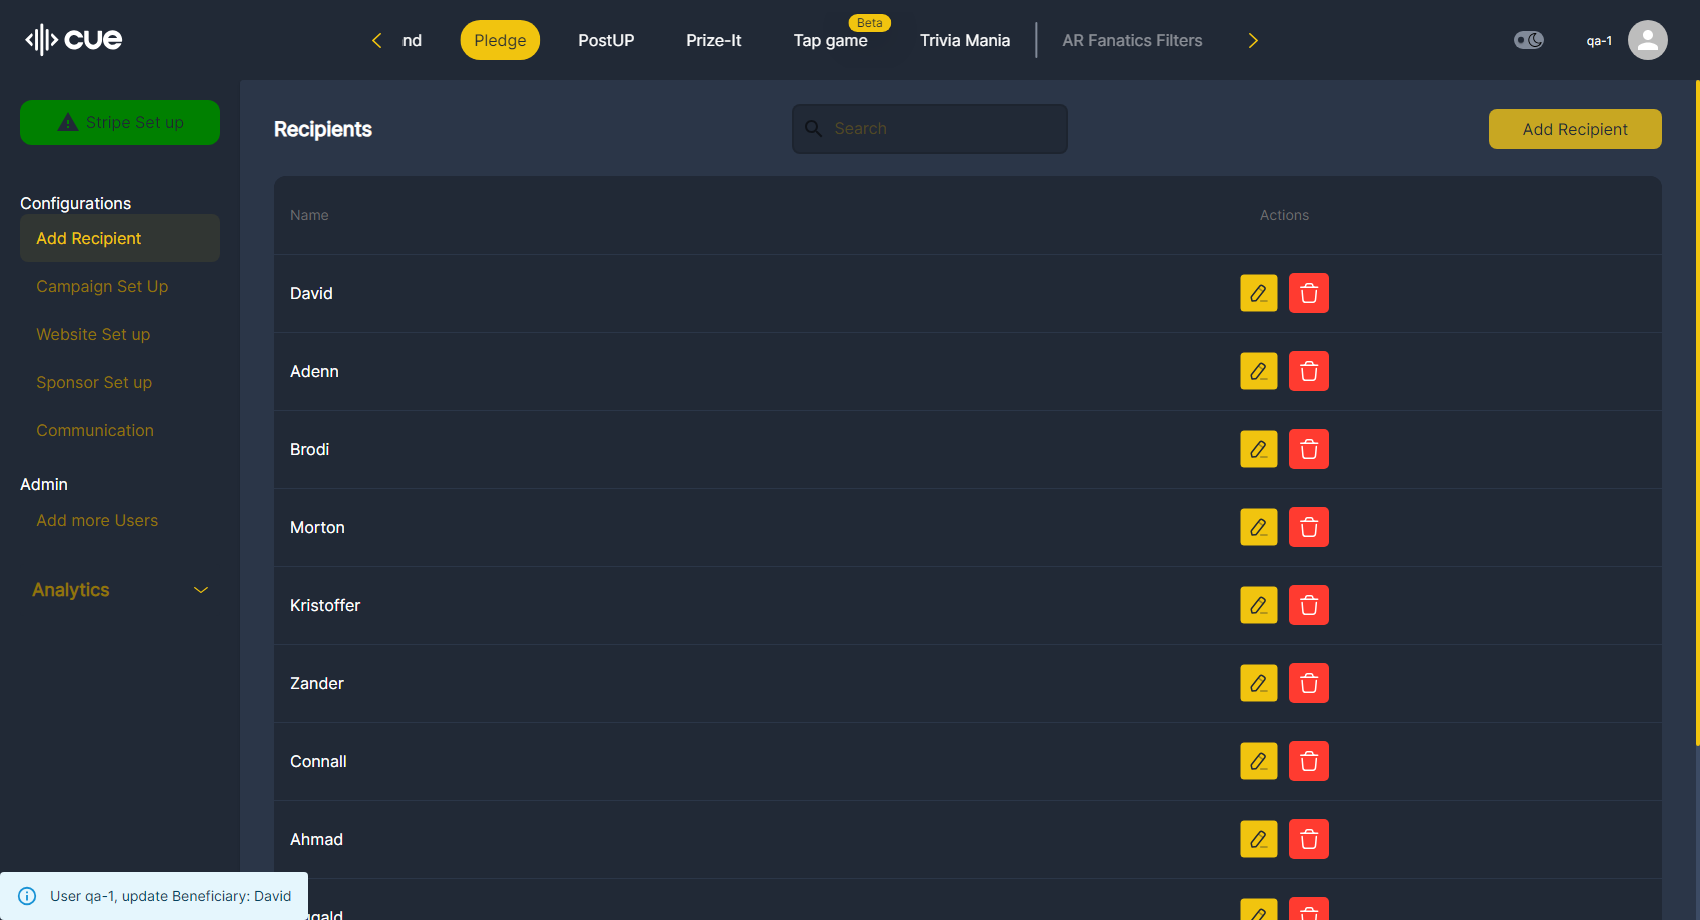 cue
nd
Pledge
PostUP
Prize-It
Tap game
Beta
Trivia Mania
AR Fanatics Filters
qa-1
Stripe Set up
Configurations
Add Recipient
Campaign Set Up
Website Set up
Sponsor Set up
Communication
Admin
Add more Users
Analytics
Recipients
Search
Add Recipient
Name
Actions
David
Adenn
Brodi
Morton
Kristoffer
Zander
Connall
Ahmad
User qa-1, update Beneficiary: David